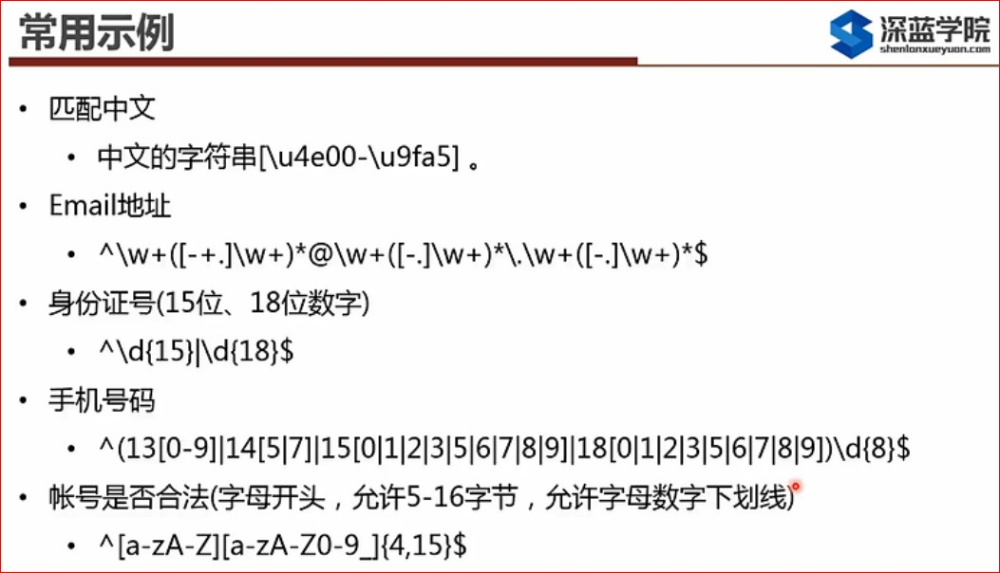 常用示例
深蓝学院
shenlanxueyuan.com
• 匹配中文
• 中文的字符串[\u4e00-\u9fa5] 。
• Email地址
• ^\w+([-+.]\w+)*@\w+([-.]\w+)*\.\w+([-.]\w+)*$
• 身份证号(15位、18位数字)
• ^\d{15}|\d{18}$
• 手机号码
• ^(13[0-9]|14[5|7]|15[0|1|2|3|5|6|7|8|9]|18[0|1|2|3|5|6|7|8|9])\d{8}$
• 帐号是否合法(字母开头，允许5-16字节，允许字母数字下划线)
• ^[a-zA-Z][a-zA-Z0-9_]{4,15}$